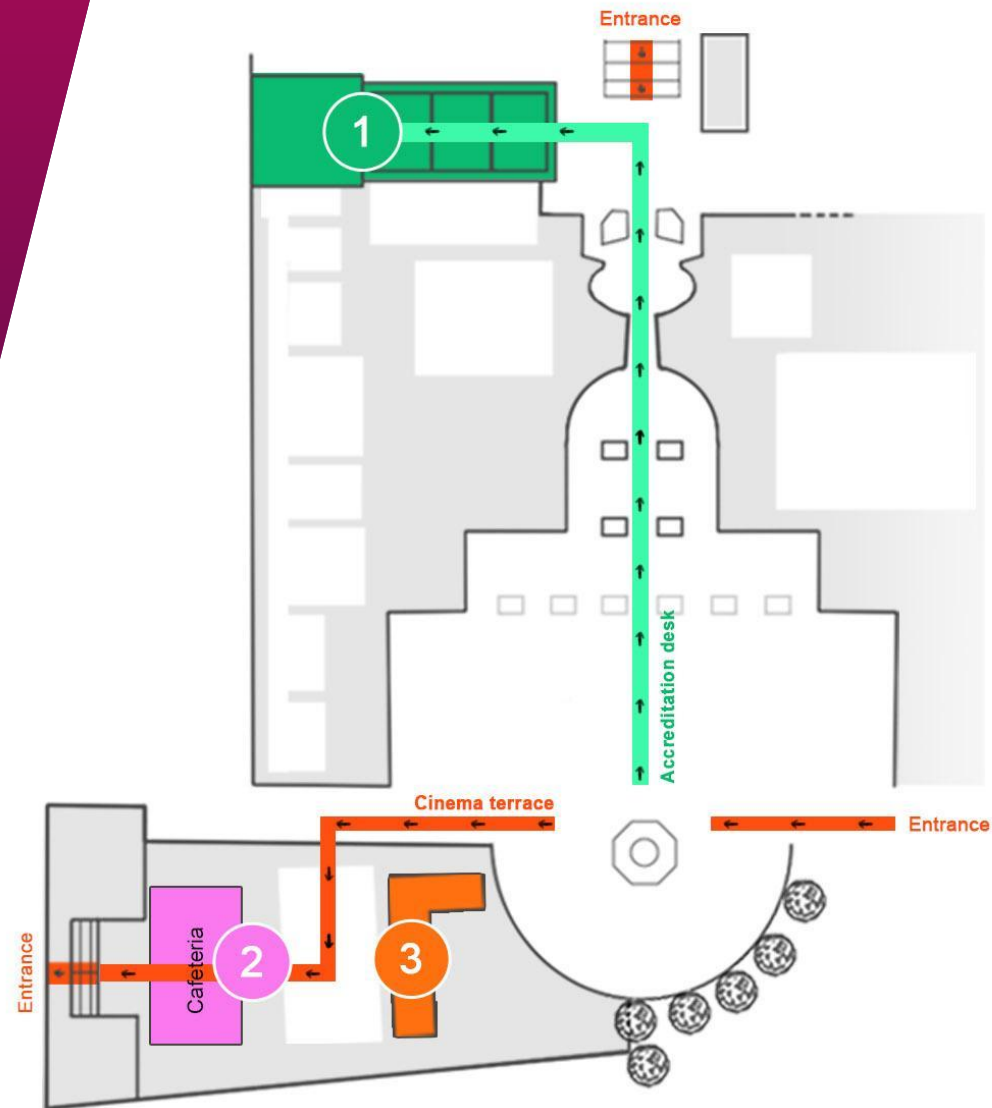 Entrance
1
Accreditation desk
Cinema terrace
Entrance
Entrance
Cafeteria
2
3